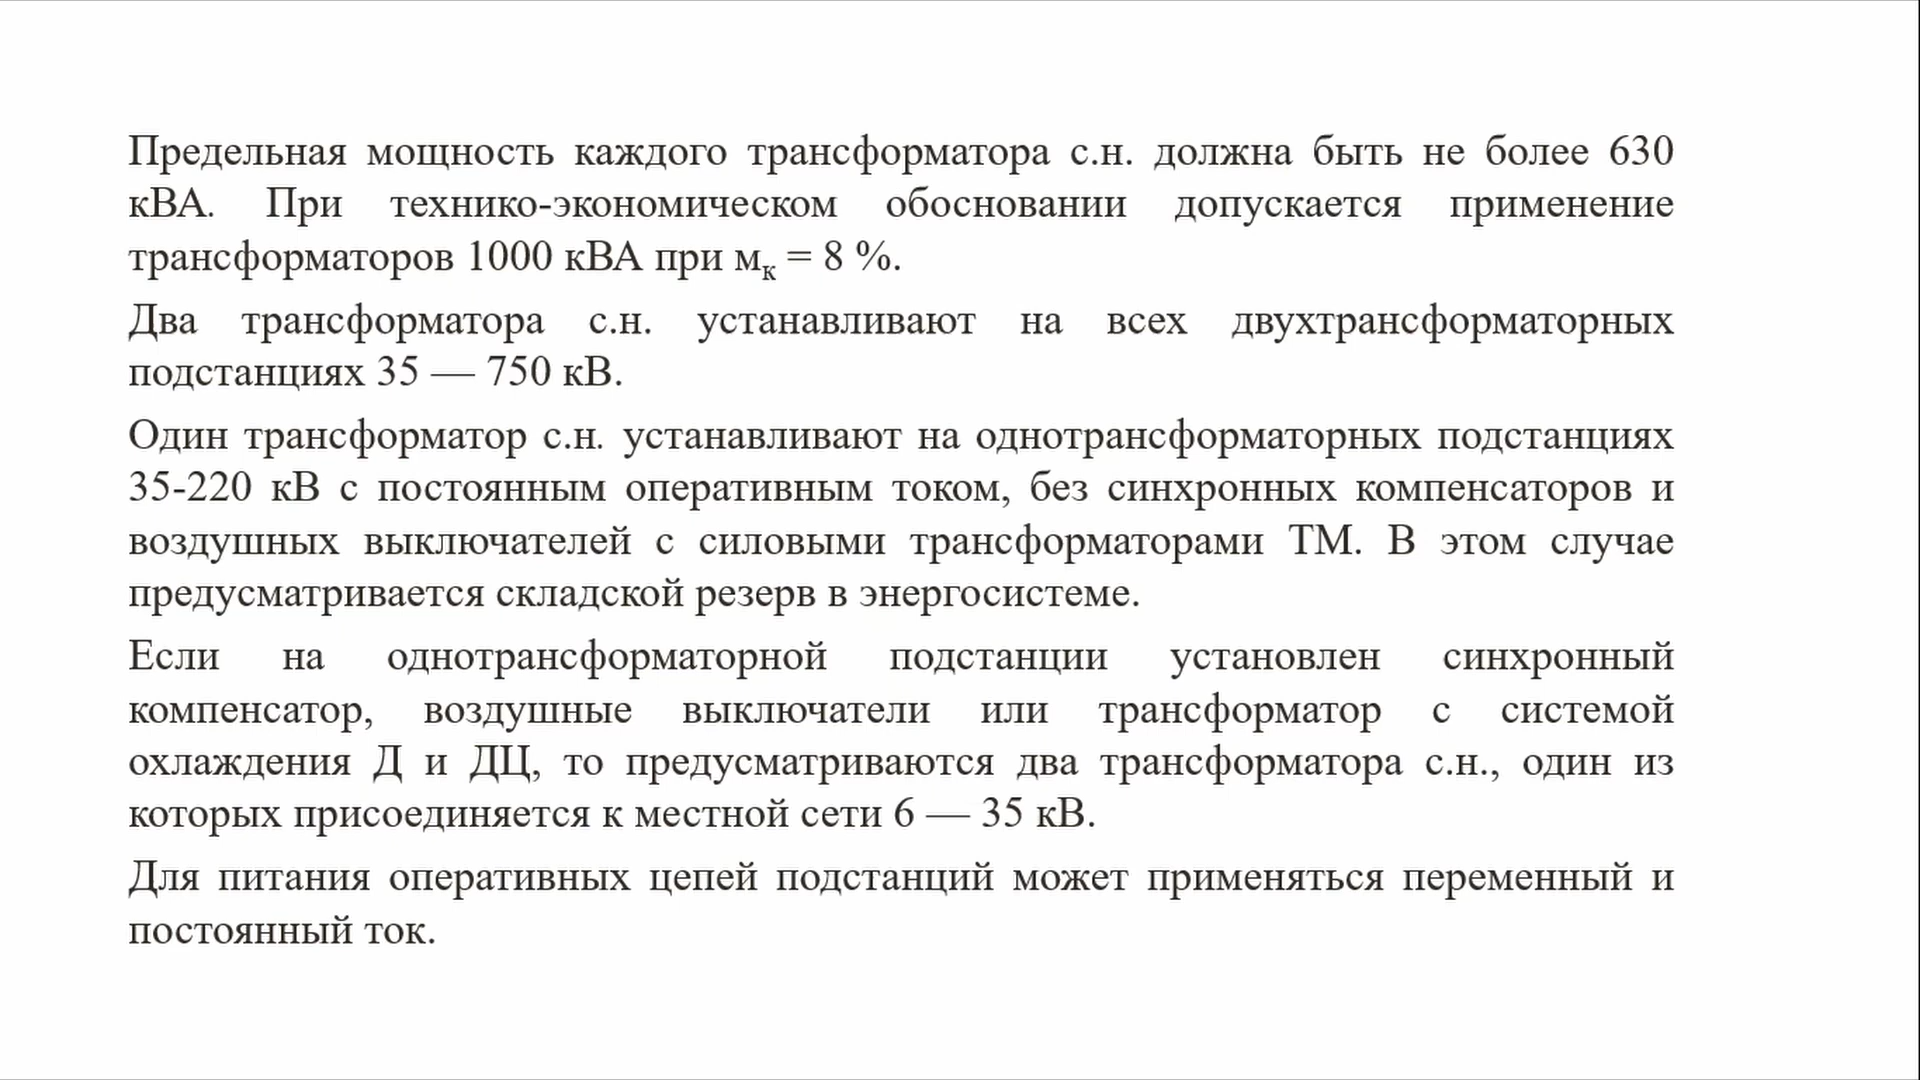 Предельная мощность каждого трансформатора с.н. должна быть не более 630
кВА. При технико-экономическом обосновании допускается применение
трансформаторов 1000 кВА при мк = 8 %.
Два трансформатора с.н. устанавливают на всех двухтрансформаторных
подстанциях 35 — 750 кВ.
Один трансформатор с.н. устанавливают на однотрансформаторных подстанциях
35-220 кВ с постоянным оперативным током, без синхронных компенсаторов и
воздушных выключателей с силовыми трансформаторами ТМ. В этом случае
предусматривается складской резерв в энергосистеме.
Если на однотрансформаторной подстанции установлен синхронный
компенсатор, воздушные выключатели или трансформатор с системой
охлаждения Д и ДЦ, то предусматриваются два трансформатора с.н., один из
которых присоединяется к местной сети 6 — 35 кВ.
Для питания оперативных цепей подстанций может применяться переменный и
постоянный ток.